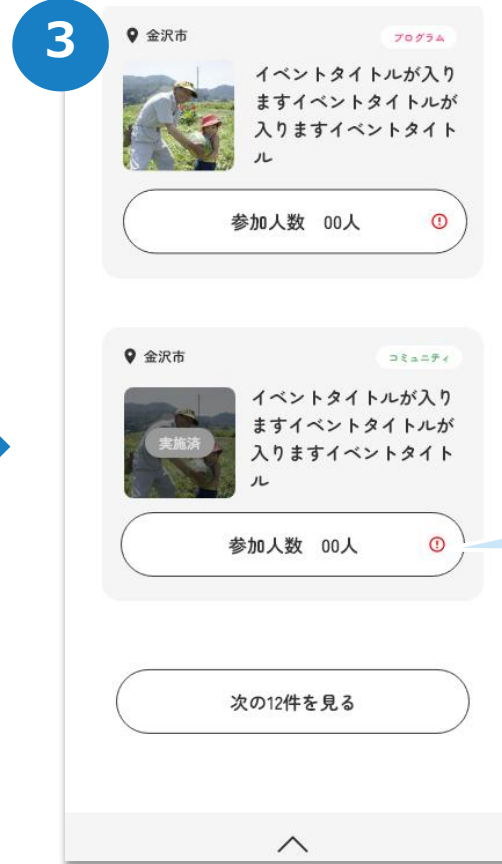 3
金沢市
プログラム
イベントタイトルが入り
ますイベントタイトルが
入りますイベントタイト
ル
参加人数 00人
金沢市
コミュニティ
実施済
イベントタイトルが入り
ますイベントタイトルが
入りますイベントタイト
ル
参加人数 00人
次の12件を見る